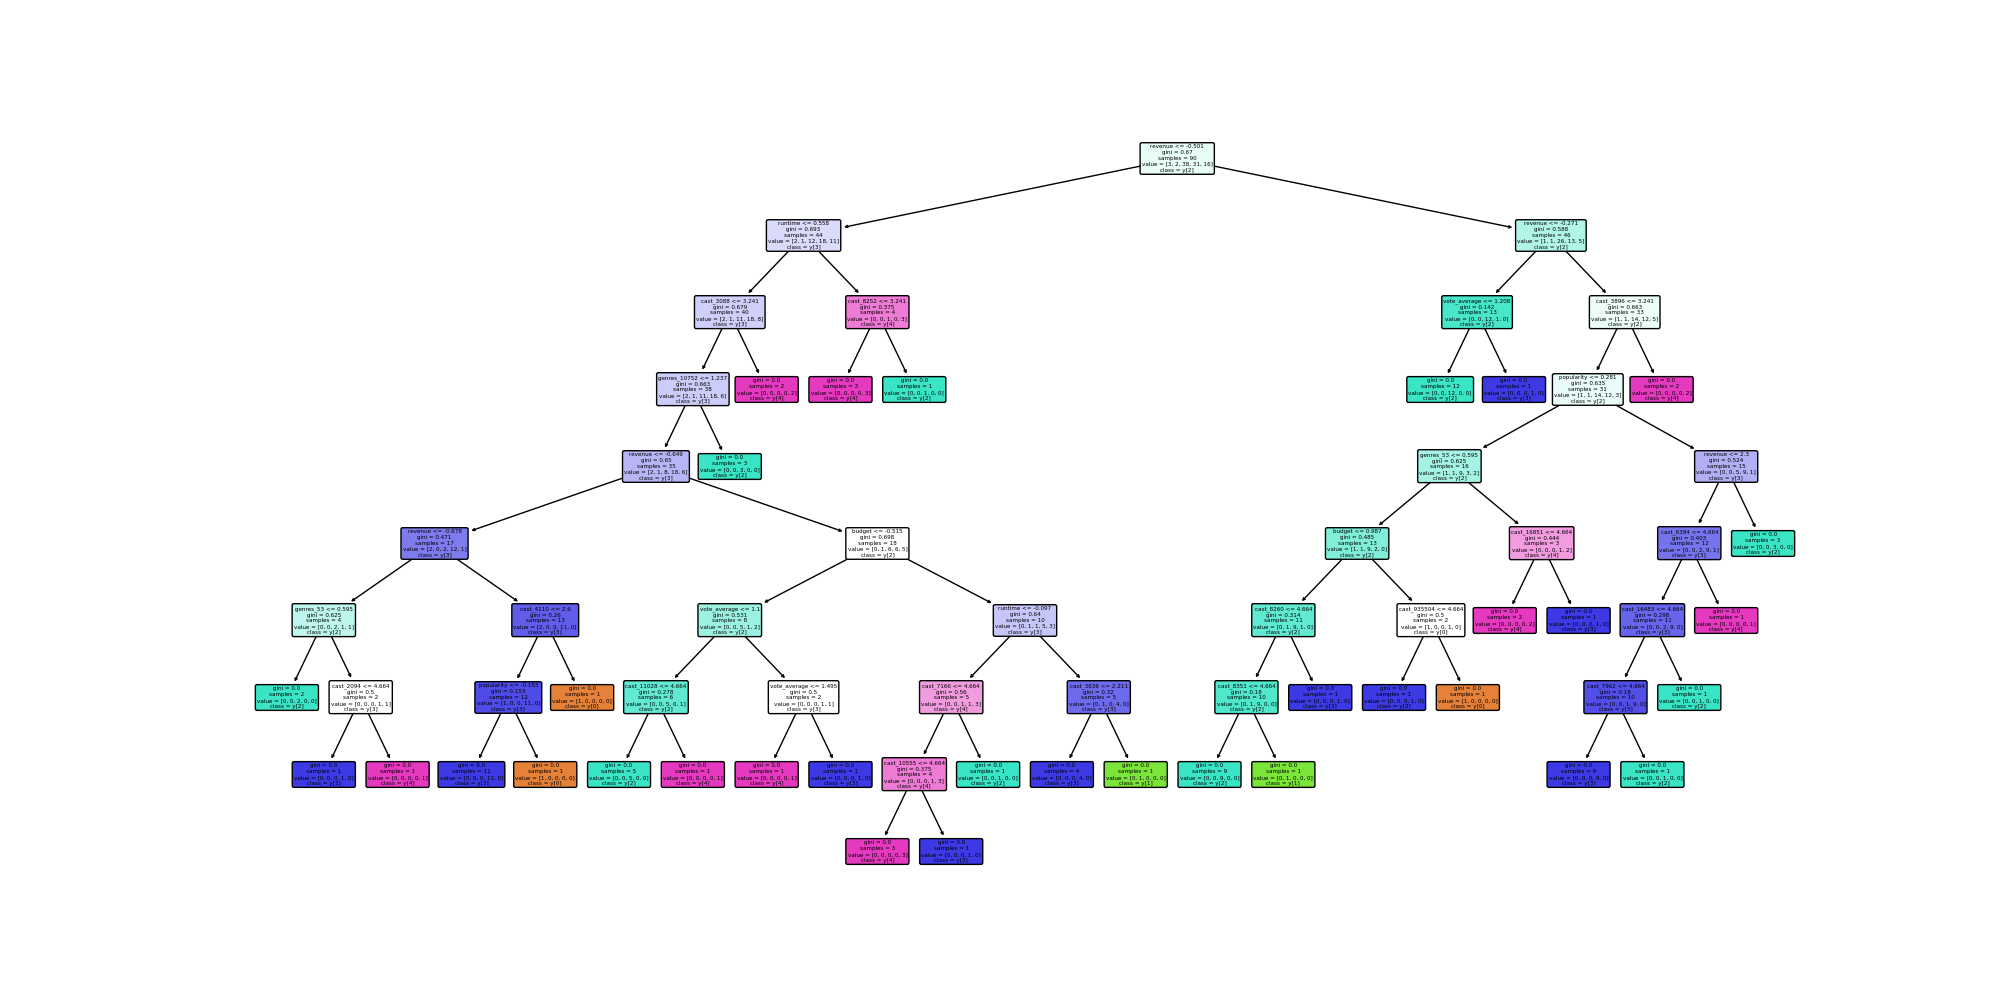 revenue <= -0.501
gini = 0.67
samples = 90
value = [3, 2, 38, 31, 16]
class = y[2]
runtime <= 0.558
gini = 0.693
samples = 44
value = [2, 1, 12, 18, 11]
class = y[3]
revenue <= -0.271
gini = 0.588
samples = 46
value = [1, 1, 26, 13, 5]
class = y[2]
cast_3088 <= 3.241
gini = 0.679
samples = 40
value = [2, 1, 11, 18, 8]
class = y[3]
cast_8252 <= 3.241
gini = 0.375
samples = 4
value = [0, 0, 1, 0, 3]
class = y[4]
vote_average <= 1.208
gini = 0.142
samples = 13
value = [0, 0, 12, 1, 0]
class = y[2]
cast_3896 <= 3.241
gini = 0.663
samples = 33
value = [1, 1, 14, 12, 5]
class = y[2]
genres_10752 <= 1.237
gini = 0.663
samples = 38
value = [2, 1, 11, 18, 6]
class = y[3]
gini = 0.0
samples = 2
value = [0, 0, 0, 0, 2]
class = y[4]
gini = 0.0
samples = 3
value = [0, 0, 0, 0, 3]
class = y[4]
gini = 0.0
samples = 1
value = [0, 0, 1, 0, 0]
class = y[2]
gini = 0.0
samples = 12
value = [0, 0, 12, 0, 0]
class = y[2]
gini = 0.0
samples = 1
value = [0, 0, 0, 1, 0]
class = y[3]
popularity <= 0.281
gini = 0.635
samples = 31
value = [1, 1, 14, 12, 3]
class = y[2]
gini = 0.0
samples = 2
value = [0, 0, 0, 0, 2]
class = y[4]
revenue <= -0.649
gini = 0.65
samples = 35
value = [2, 1, 8, 18, 6]
class = y[3]
gini = 0.0
samples = 3
value = [0, 0, 3, 0, 0]
class = y[2]
genres_53 <= 0.595
gini = 0.625
samples = 16
value = [1, 1, 9, 3, 2]
class = y[2]
revenue <= 2.3
gini = 0.524
samples = 15
value = [0, 0, 5, 9, 1]
class = y[3]
revenue <= -0.678
gini = 0.471
samples = 17
value = [2, 0, 2, 12, 1]
class = y[3]
budget <= -0.515
gini = 0.698
samples = 18
value = [0, 1, 6, 6, 5]
class = y[2]
budget <= 0.987
gini = 0.485
samples = 13
value = [1, 1, 9, 2, 0]
class = y[2]
cast_16851 <= 4.664
gini = 0.444
samples = 3
value = [0, 0, 0, 1, 2]
class = y[4]
cast_6384 <= 4.664
gini = 0.403
samples = 12
value = [0, 0, 2, 9, 1]
class = y[3]
gini = 0.0
samples = 3
value = [0, 0, 3, 0, 0]
class = y[2]
genres_53 <= 0.595
gini = 0.625
samples = 4
value = [0, 0, 2, 1, 1]
class = y[2]
cast_4110 <= 2.6
gini = 0.26
samples = 13
value = [2, 0, 0, 11, 0]
class = y[3]
vote_average <= 1.1
gini = 0.531
samples = 8
value = [0, 0, 5, 1, 2]
class = y[2]
runtime <= -0.097
gini = 0.64
samples = 10
value = [0, 1, 1, 5, 3]
class = y[3]
cast_8260 <= 4.664
gini = 0.314
samples = 11
value = [0, 1, 9, 1, 0]
class = y[2]
cast_935504 <= 4.664
gini = 0.5
samples = 2
value = [1, 0, 0, 1, 0]
class = y[0]
gini = 0.0
samples = 2
value = [0, 0, 0, 0, 2]
class = y[4]
gini = 0.0
samples = 1
value = [0, 0, 0, 1, 0]
class = y[3]
cast_16483 <= 4.664
gini = 0.298
samples = 11
value = [0, 0, 2, 9, 0]
class = y[3]
gini = 0.0
samples = 1
value = [0, 0, 0, 0, 1]
class = y[4]
gini = 0.0
samples = 2
value = [0, 0, 2, 0, 0]
class = y[2]
cast_2094 <= 4.664
gini = 0.5
samples = 2
value = [0, 0, 0, 1, 1]
class = y[3]
popularity <= -0.183
gini = 0.153
samples = 12
value = [1, 0, 0, 11, 0]
class = y[3]
gini = 0.0
samples = 1
value = [1, 0, 0, 0, 0]
class = y[0]
cast_11028 <= 4.664
gini = 0.278
samples = 6
value = [0, 0, 5, 0, 1]
class = y[2]
vote_average <= 1.495
gini = 0.5
samples = 2
value = [0, 0, 0, 1, 1]
class = y[3]
cast_7166 <= 4.664
gini = 0.56
samples = 5
value = [0, 0, 1, 1, 3]
class = y[4]
cast_3636 <= 2.211
gini = 0.32
samples = 5
value = [0, 1, 0, 4, 0]
class = y[3]
cast_8351 <= 4.664
gini = 0.18
samples = 10
value = [0, 1, 9, 0, 0]
class = y[2]
gini = 0.0
samples = 1
value = [0, 0, 0, 1, 0]
class = y[3]
gini = 0.0
samples = 1
value = [0, 0, 0, 1, 0]
class = y[3]
gini = 0.0
samples = 1
value = [1, 0, 0, 0, 0]
class = y[0]
cast_7962 <= 4.664
gini = 0.18
samples = 10
value = [0, 0, 1, 9, 0]
class = y[3]
gini = 0.0
samples = 1
value = [0, 0, 1, 0, 0]
class = y[2]
gini = 0.0
samples = 1
value = [0, 0, 0, 1, 0]
class = y[3]
gini = 0.0
samples = 1
value = [0, 0, 0, 0, 1]
class = y[4]
gini = 0.0
samples = 11
value = [0, 0, 0, 11, 0]
class = y[3]
gini = 0.0
samples = 1
value = [1, 0, 0, 0, 0]
class = y[0]
gini = 0.0
samples = 5
value = [0, 0, 5, 0, 0]
class = y[2]
gini = 0.0
samples = 1
value = [0, 0, 0, 0, 1]
class = y[4]
gini = 0.0
samples = 1
value = [0, 0, 0, 0, 1]
class = y[4]
gini = 0.0
samples = 1
value = [0, 0, 0, 1, 0]
class = y[3]
cast_10555 <= 4.664
gini = 0.375
samples = 4
value = [0, 0, 0, 1, 3]
class = y[4]
gini = 0.0
samples = 1
value = [0, 0, 1, 0, 0]
class = y[2]
gini = 0.0
samples = 4
value = [0, 0, 0, 4, 0]
class = y[3]
gini = 0.0
samples = 1
value = [0, 1, 0, 0, 0]
class = y[1]
gini = 0.0
samples = 9
value = [0, 0, 9, 0, 0]
class = y[2]
gini = 0.0
samples = 1
value = [0, 1, 0, 0, 0]
class = y[1]
gini = 0.0
samples = 9
value = [0, 0, 0, 9, 0]
class = y[3]
gini = 0.0
samples = 1
value = [0, 0, 1, 0, 0]
class = y[2]
gini = 0.0
samples = 3
value = [0, 0, 0, 0, 3]
class = y[4]
gini = 0.0
samples = 1
value = [0, 0, 0, 1, 0]
class = y[3]